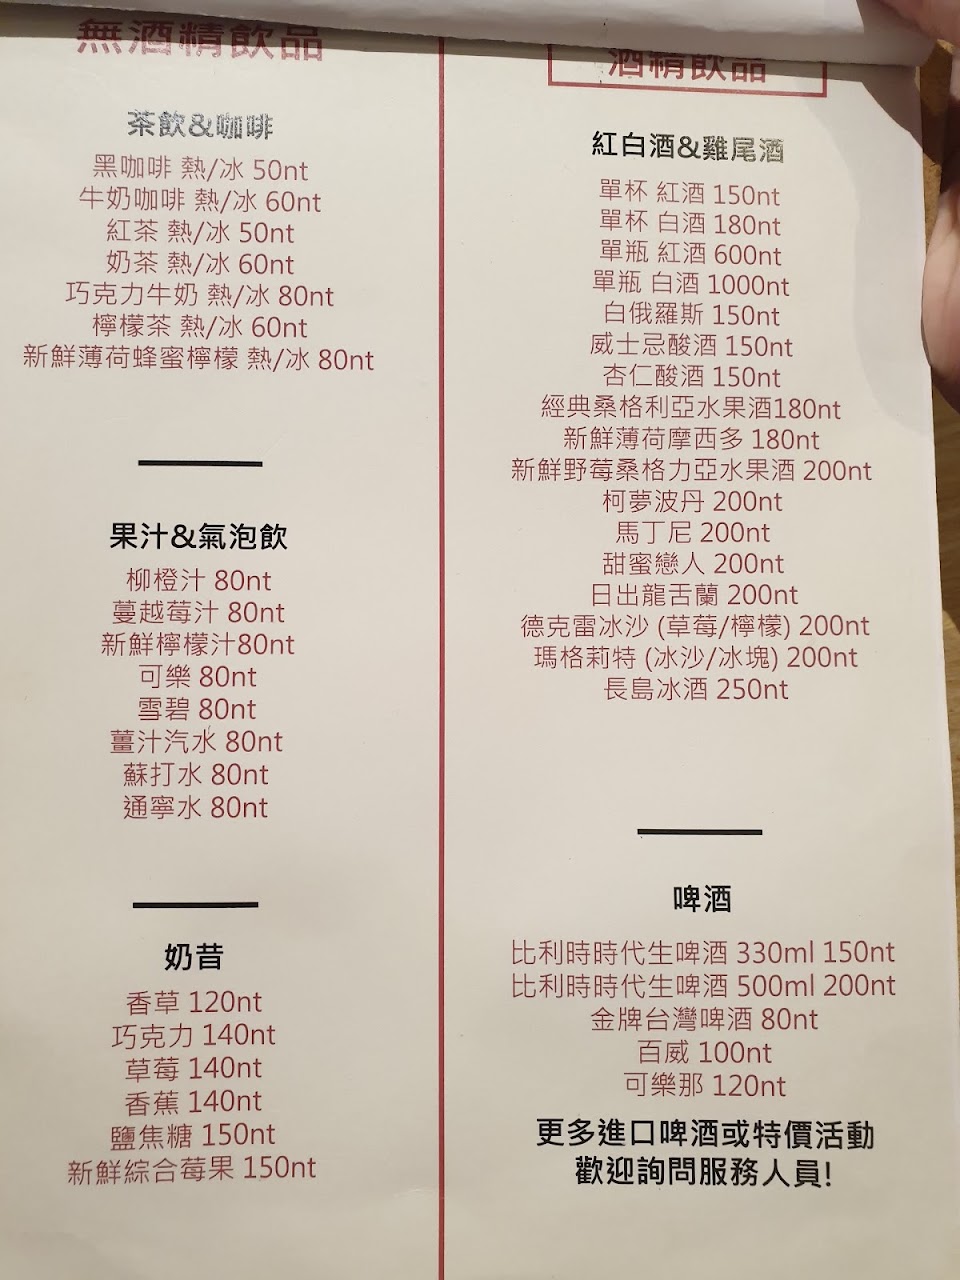 無酒精飲品
茶飲&咖啡
黑咖啡 熱/冰 50nt
牛奶咖啡 熱/冰 60nt
紅茶 熱/冰 50nt
奶茶 熱/冰 60nt
巧克力牛奶 熱/冰 80nt
檸檬茶 熱/冰 60nt
新鮮薄荷蜂蜜檸檬 熱/冰 80nt
果汁&氣泡飲
柳橙汁 80nt
蔓越莓汁 80nt
新鮮檸檬汁80nt
可樂 80nt
雪碧 80nt
薑汁汽水 80nt
蘇打水 80nt
通寧水 80nt
奶昔
香草 120nt
巧克力 140nt
草莓 140nt
香蕉 140nt
鹽焦糖 150nt
新鮮綜合莓果 150nt
酒精飲品
紅白酒&雞尾酒
單杯 紅酒 150nt
單杯 白酒 180nt
單瓶 紅酒 600nt
單瓶 白酒 1000nt
白俄羅斯 150nt
威士忌酸酒 150nt
杏仁酸酒 150nt
經典桑格利亞水果酒180nt
新鮮薄荷摩西多 180nt
新鮮野莓桑格力亞水果酒 200nt
柯夢波丹 200nt
馬丁尼 200nt
甜蜜戀人 200nt
日出龍舌蘭 200nt
德克雷冰沙 (草莓/檸檬) 200nt
瑪格莉特 (冰沙/冰塊) 200nt
長島冰酒 250nt
啤酒
比利時時代生啤酒 330ml 150nt
比利時時代生啤酒 500ml 200nt
金牌台灣啤酒 80nt
百威 100nt
可樂那 120nt
更多進口啤酒或特價活動
歡迎詢問服務人員!